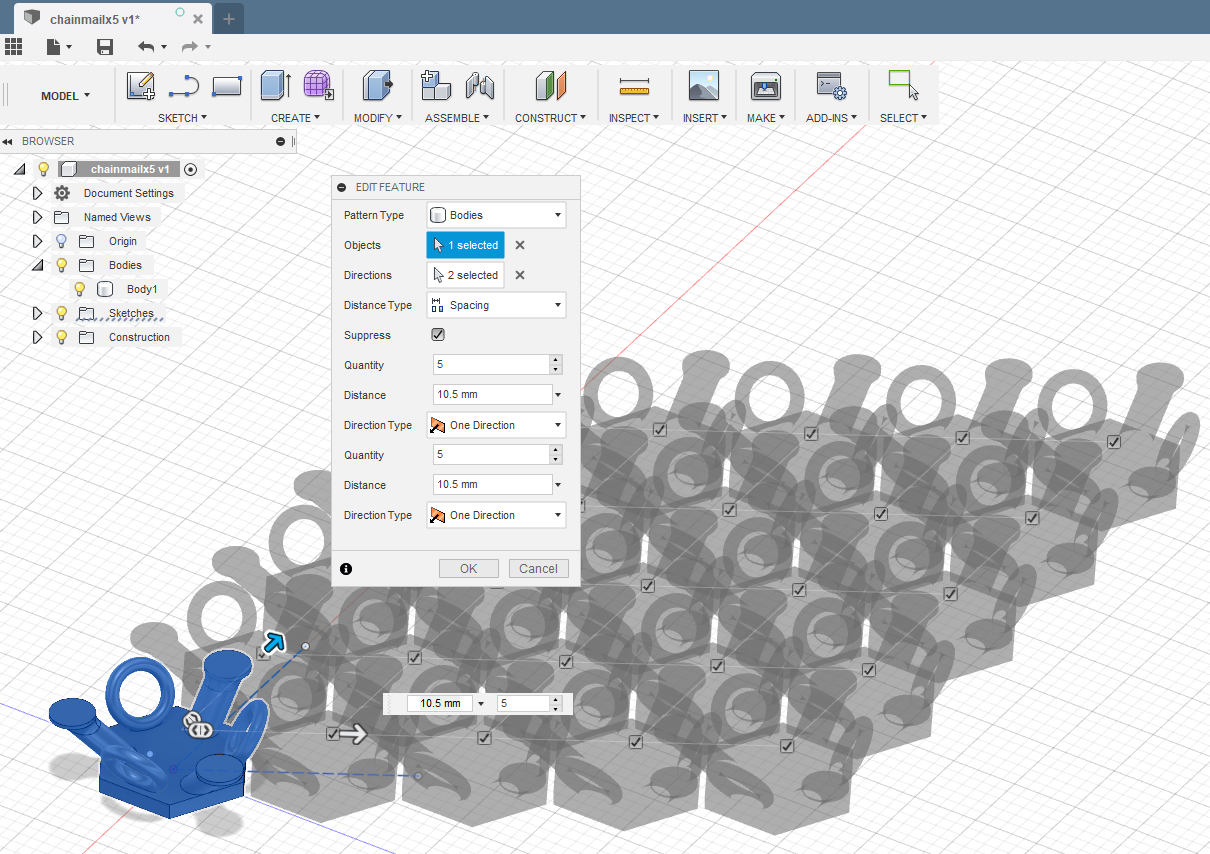 chainmailx5 v1*
MODEL
SKETCH
CREATE
MODIFY
ASSEMBLE
CONSTRUCT
INSPECT
INSERT
MAKE
ADD-INS
SELECT
BROWSER
chainmailx5 v1
Document Settings
Named Views
Origin
Bodies
Body1
Sketches
Construction
EDIT FEATURE
Pattern Type Bodies
Objects 1 selected
Directions 2 selected
Distance Type Spacing
Suppress
Quantity 5
Distance 10.5 mm
Direction Type One Direction
Quantity 5
Distance 10.5 mm
Direction Type One Direction
OK Cancel
10.5 mm 5